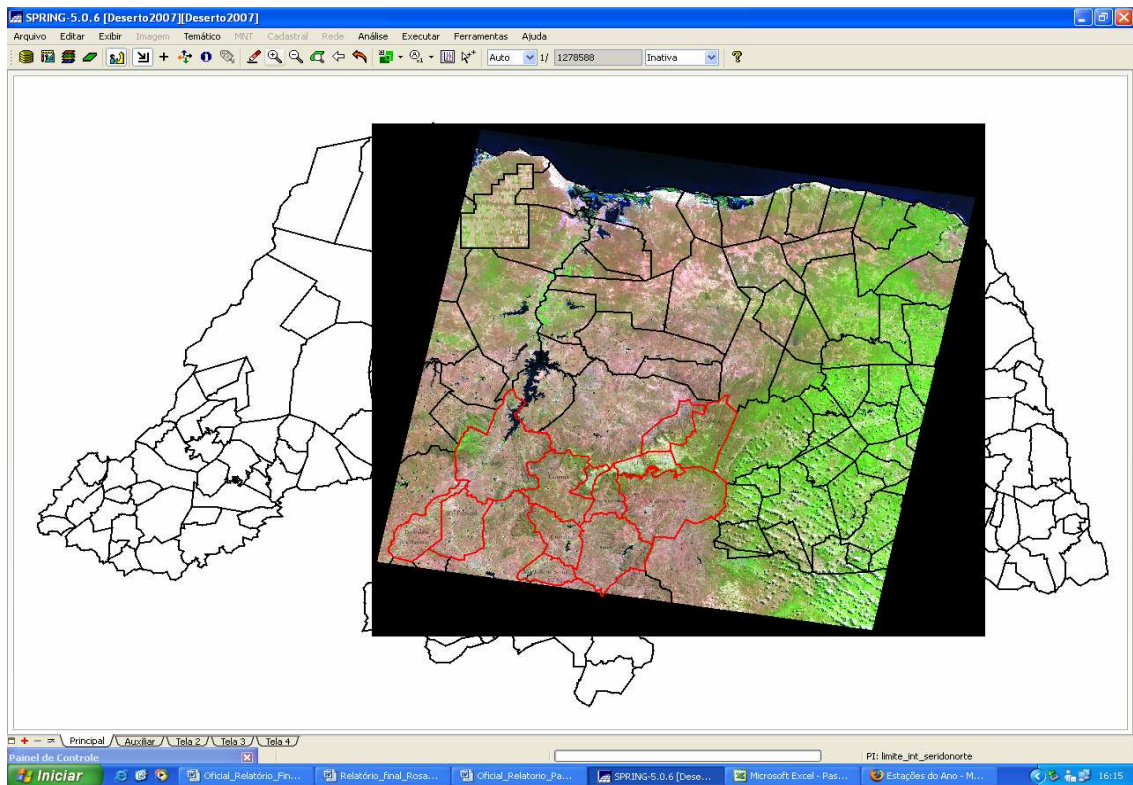 SPRING-5.0.6 [Deserto2007][Deserto2007]
Arquivo Editar Exibir Imagem Temático MNT Cadastral Rede Análise Executar Ferramentas Ajuda
Auto 1/ 1278588 Inativa
Principal Auxiliar Tela 2 Tela 3 Tela 4
Painel de Controle
PI: limite_int_seridonorte
Iniciar Oficial_Relatório_Fin... Relatório_final_Rosa... Oficial_Relatorio_Pa... SPRING-5.0.6 [Dese... Microsoft Excel - Pas... Estações do Ano - M... 16:15